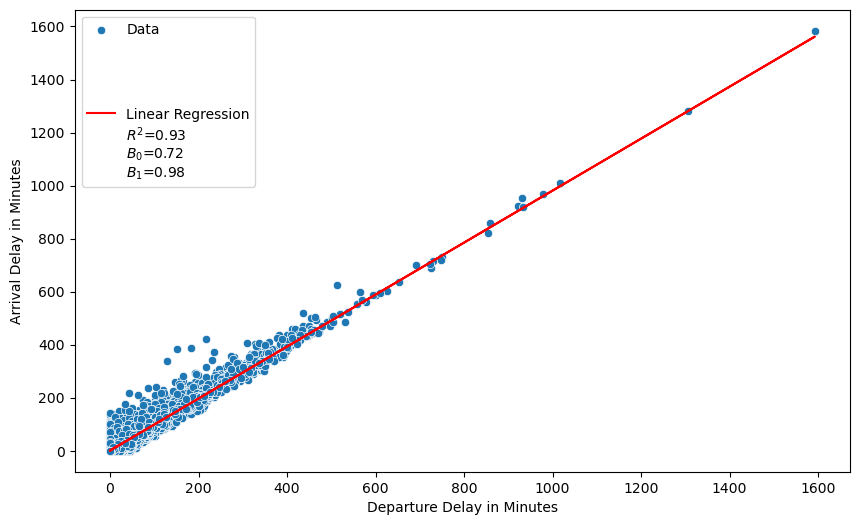 Data
Linear Regression
R²=0.93
B₀=0.72
B₁=0.98
1600
1400
1200
1000
800
600
400
200
0
Arrival Delay in Minutes
0 200 400 600 800 1000 1200 1400 1600
Departure Delay in Minutes